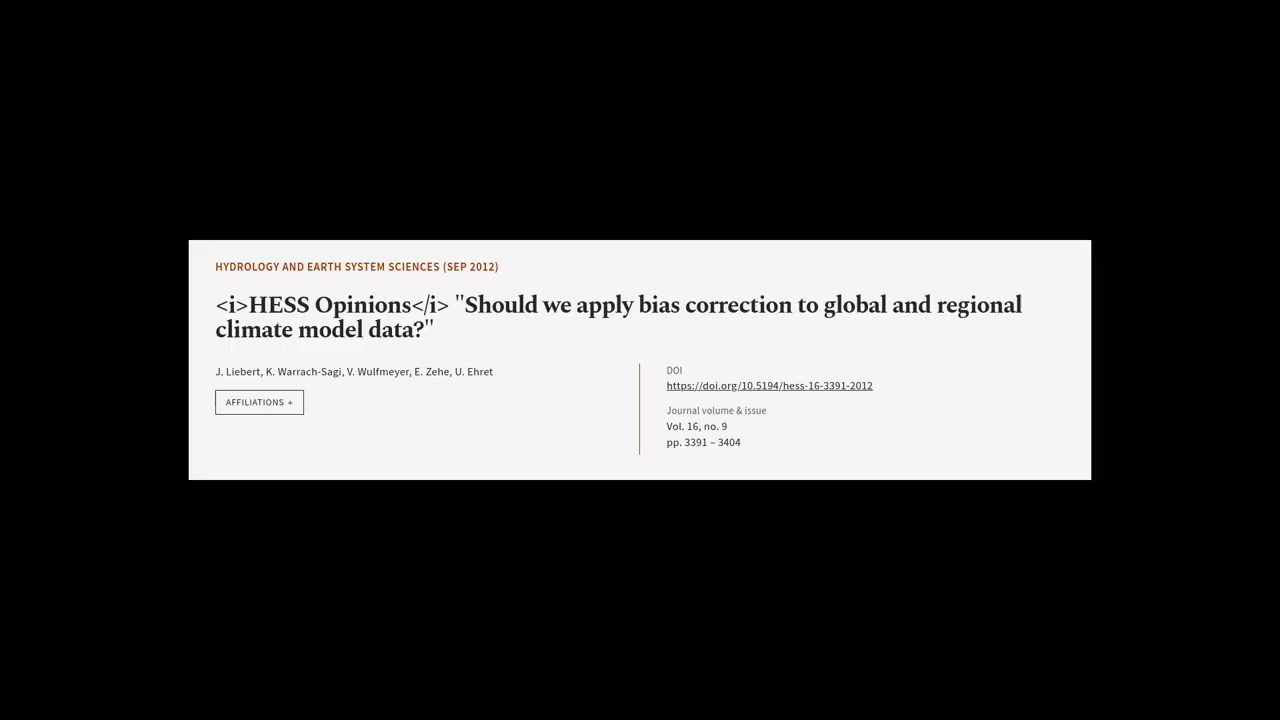 HYDROLOGY AND EARTH SYSTEM SCIENCES (SEP 2012)
<i>HESS Opinions</i> "Should we apply bias correction to global and regional
climate model data?"
J. Liebert, K. Warrach-Sagi, V. Wulfmeyer, E. Zehe, U. Ehret
AFFILIATIONS +
DOI
https://doi.org/10.5194/hess-16-3391-2012
Journal volume & issue
Vol. 16, no. 9
pp. 3391 – 3404